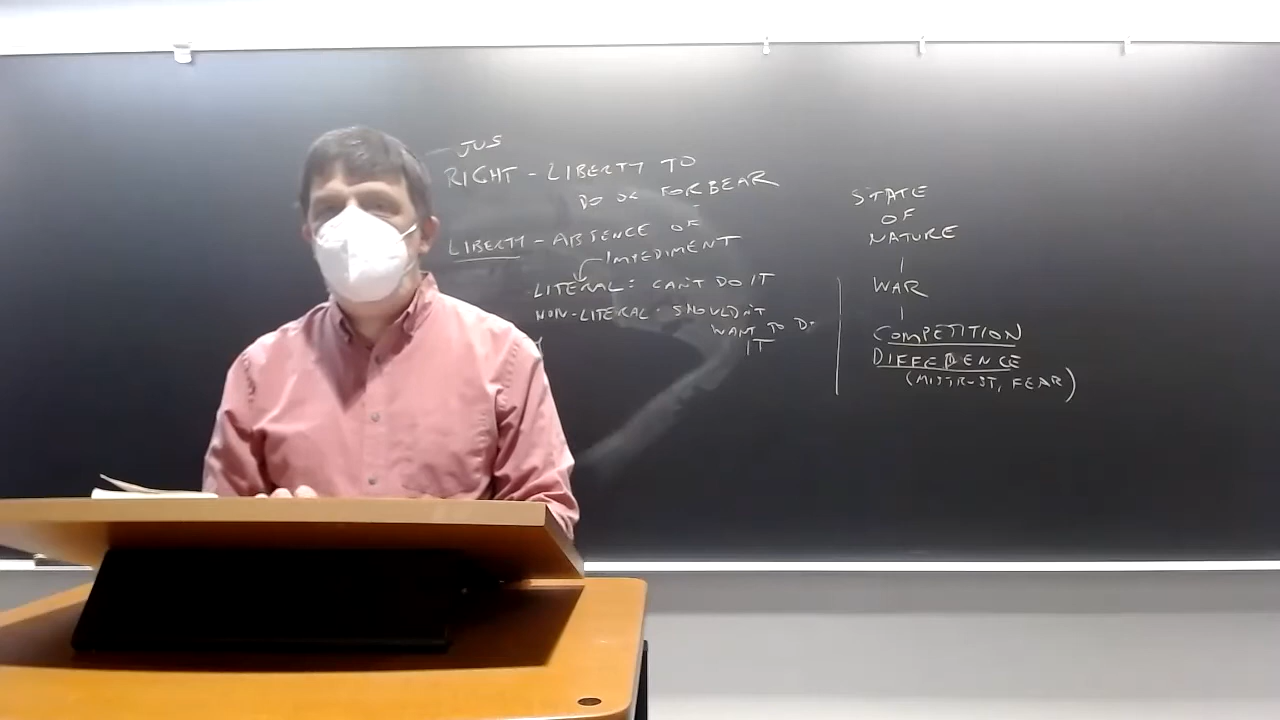 JUS
RIGHT - LIBERTY TO
DO OR FORBEAR
LIBERTY - ABSENCE OF
IMPEDIMENT
LITERAL: CAN'T DO IT
NON-LITERAL - SHOULDN'T
WANT TO DO
IT
STATE
OF
NATURE
WAR
COMPETITION
DIFFERENCE
(MISTRUST, FEAR)